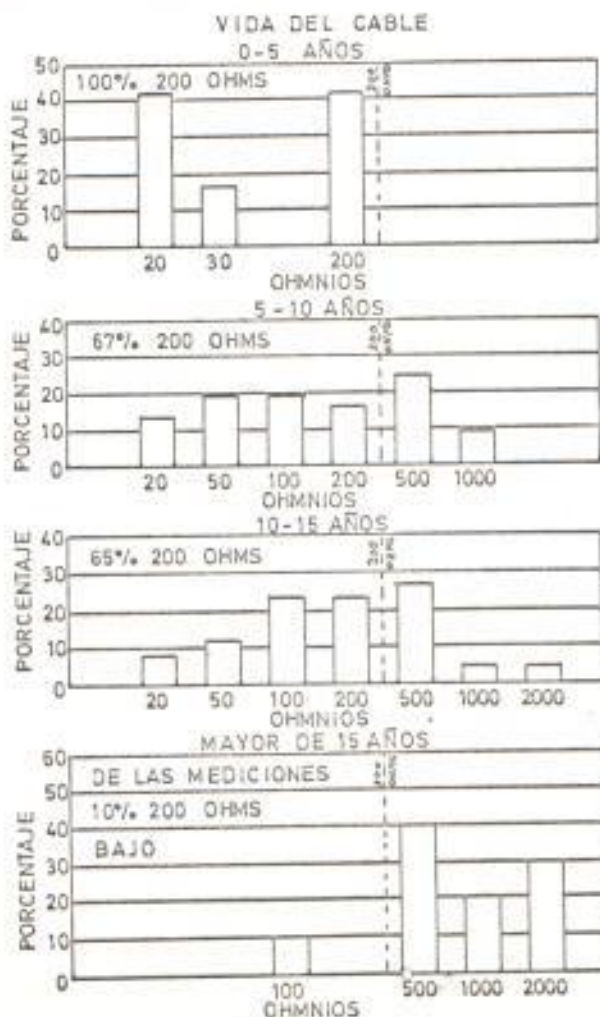 VIDA DEL CABLE
0-5 AÑOS
PORCENTAJE
50
40
30
20
10
0
100% 200 OHMS
20 30 200
OHMNIOS
5-10 AÑOS
PORCENTAJE
40
30
20
10
0
67% 200 OHMS
20 50 100 200 500 1000
OHMNIOS
10-15 AÑOS
PORCENTAJE
40
30
20
10
0
65% 200 OHMS
20 50 100 200 500 1000 2000
OHMNIOS
MAYOR DE 15 AÑOS
PORCENTAJE
60
50
40
30
20
10
0
DE LAS MEDICIONES
10% 200 OHMS
BAJO
100 500 1000 2000
OHMNIOS